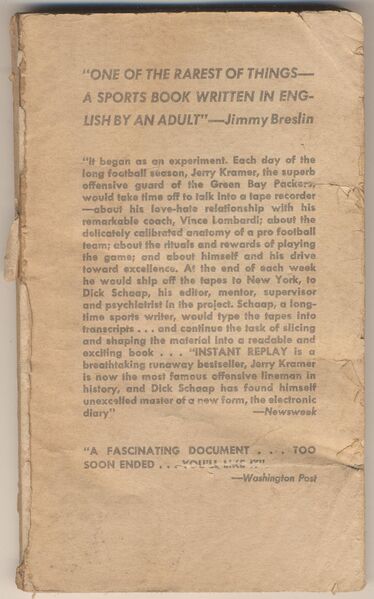 "ONE OF THE RAREST OF THINGS—
A SPORTS BOOK WRITTEN IN ENG-
LISH BY AN ADULT"—Jimmy Breslin
"It began as an experiment. Each day of the
long football season, Jerry Kramer, the superb
offensive guard of the Green Bay Packers,
would take time off to talk into a tape recorder
—about his love-hate relationship with his
remarkable coach, Vince Lombardi; about the
delicately calibrated anatomy of a pro football
team; about the rituals and rewards of playing
the game; and about himself and his drive
toward excellence. At the end of each week
he would ship off the tapes to New York, to
Dick Schaap, his editor, mentor, supervisor
and psychiatrist in the project. Schaap, a long-
time sports writer, would type the tapes into
transcripts . . . and continue the task of slicing
and shaping the material into a readable and
exciting book . . . "INSTANT REPLAY is a
breathtaking runaway bestseller, Jerry Kramer
is now the most famous offensive lineman in
history, and Dick Schaap has found himself
unexcelled master of a new form, the electronic
diary"
—Newsweek
"A FASCINATING DOCUMENT . . . TOO
SOON ENDED . . . YOU'LL LIKE IT"
—Washington Post